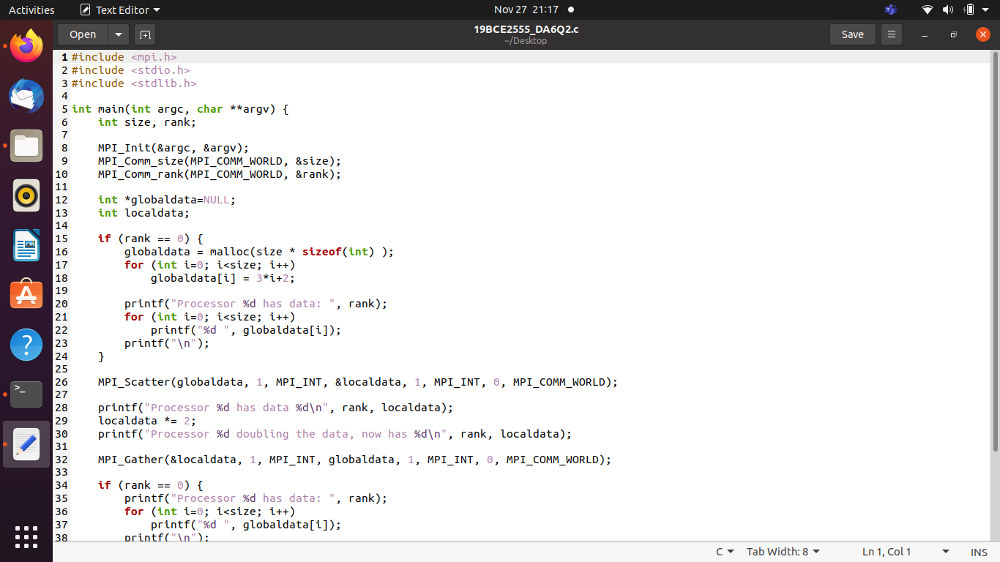 Activities Text Editor Nov 27 21:17
Open 19BCE2555_DA6Q2.c Save
~/Desktop
1 #include <mpi.h>
2 #include <stdio.h>
3 #include <stdlib.h>
4
5 int main(int argc, char **argv) {
6     int size, rank;
7
8     MPI_Init(&argc, &argv);
9     MPI_Comm_size(MPI_COMM_WORLD, &size);
10     MPI_Comm_rank(MPI_COMM_WORLD, &rank);
11
12     int *globaldata=NULL;
13     int localdata;
14
15     if (rank == 0) {
16         globaldata = malloc(size * sizeof(int) );
17         for (int i=0; i<size; i++)
18             globaldata[i] = 3*i+2;
19
20         printf("Processor %d has data: ", rank);
21         for (int i=0; i<size; i++)
22             printf("%d ", globaldata[i]);
23         printf("\n");
24     }
25
26     MPI_Scatter(globaldata, 1, MPI_INT, &localdata, 1, MPI_INT, 0, MPI_COMM_WORLD);
27
28     printf("Processor %d has data %d\n", rank, localdata);
29     localdata *= 2;
30     printf("Processor %d doubling the data, now has %d\n", rank, localdata);
31
32     MPI_Gather(&localdata, 1, MPI_INT, globaldata, 1, MPI_INT, 0, MPI_COMM_WORLD);
33
34     if (rank == 0) {
35         printf("Processor %d has data: ", rank);
36         for (int i=0; i<size; i++)
37             printf("%d ", globaldata[i]);
38         printf("\n");
C Tab Width: 8 Ln 1, Col 1 INS